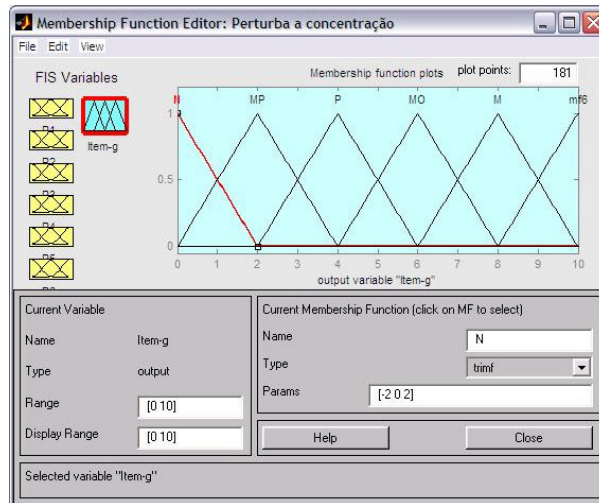 Membership Function Editor: Perturba a concentração
File Edit View
FIS Variables
Membership function plots
plot points:
181
Item-g
N MP P MO M mf6
1
0.5
0
0 1 2 3 4 5 6 7 8 9 10
output variable "Item-g"
Current Variable
Name Item-g
Type output
Range [0 10]
Display Range [0 10]
Current Membership Function (click on MF to select)
Name N
Type trimf
Params [-2 0 2]
Help Close
Selected variable "Item-g"